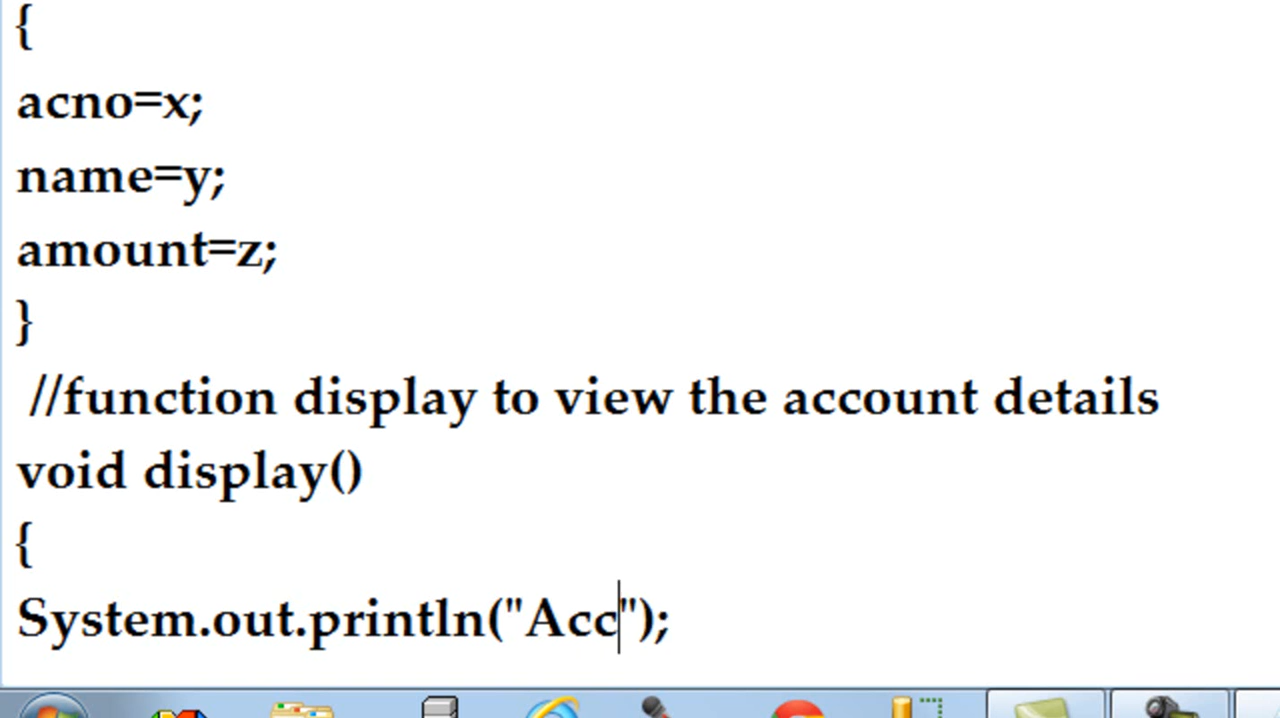 {
acno=x;
name=y;
amount=z;
}
//function display to view the account details
void display()
{
System.out.println("Acc");